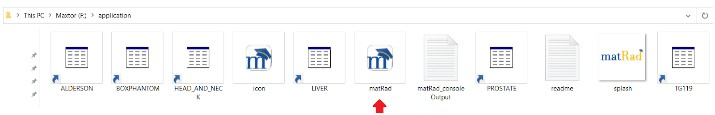 This PC > Maxtor (F:) > application
ALDERSON
BOXPHANTOM
HEAD_AND_NEC
K
icon
LIVER
matRad
matRad_console
Output
PROSTATE
readme
matRad
splash
TG119